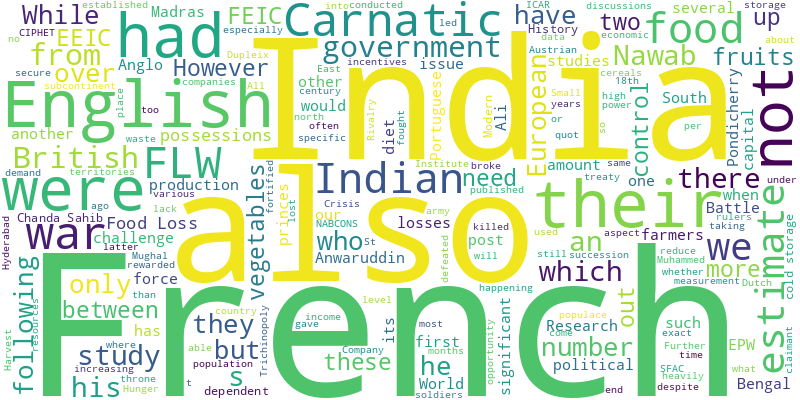 India
French
also
English
had
Carnatic
were
not
their
Indian
war
FLW
food
government
While
FEIC
Madras
into
conducted
established
ICAR
discussions
storage
CIPHET
no
EEIC
from
over
Anglo
especially
However
Dupleix
led
have
two
several
up
History
data
about
Nawab
fruits
issue
studies
economic
Austrian
secure
subcontinent
companies
All
East
incentives
other
century
would
European
Portuguese
diet
Rivalry
fought
Modern
Ali
Small
cereals
18th
years
high
or
power
quot
control
South
Pondicherry
capital
another
place
too
possessions
waste
north
often
specific
British
demand
territories
production
vegetables
fortified
Institute
broke
need
published
amount
so
per
same
one
there
treaty
when
under
ago
various
lack
Chanda Sahib
Food Loss
latter
challenge
Mughal
rewarded
princes
lost
our
who
Crisis
NABCONS
St
Anwaruddin
losses
army
defeated
killed
post
will
which
an
used
aspect
still
succession
farmers
Battle
rulers
taking
we
more
estimate
cold storage
Hyderabad
following
only
between
force
than
has
Trichinopoly
happening
level
significant
opportunity
out
reduce
Muhammed
whether
Dutch
measurement
such
number
Further
exact
time
EPW
Bengal
resources
Harvest
study
where
increasing
his
throne
Hunger
they
but
country
able
population
s
t
dependent
these
income
gave
its
most
Company
months
he
first
World
soldiers
Research
populace
come
political
end
SFAC
heavily
despite
what
claimant